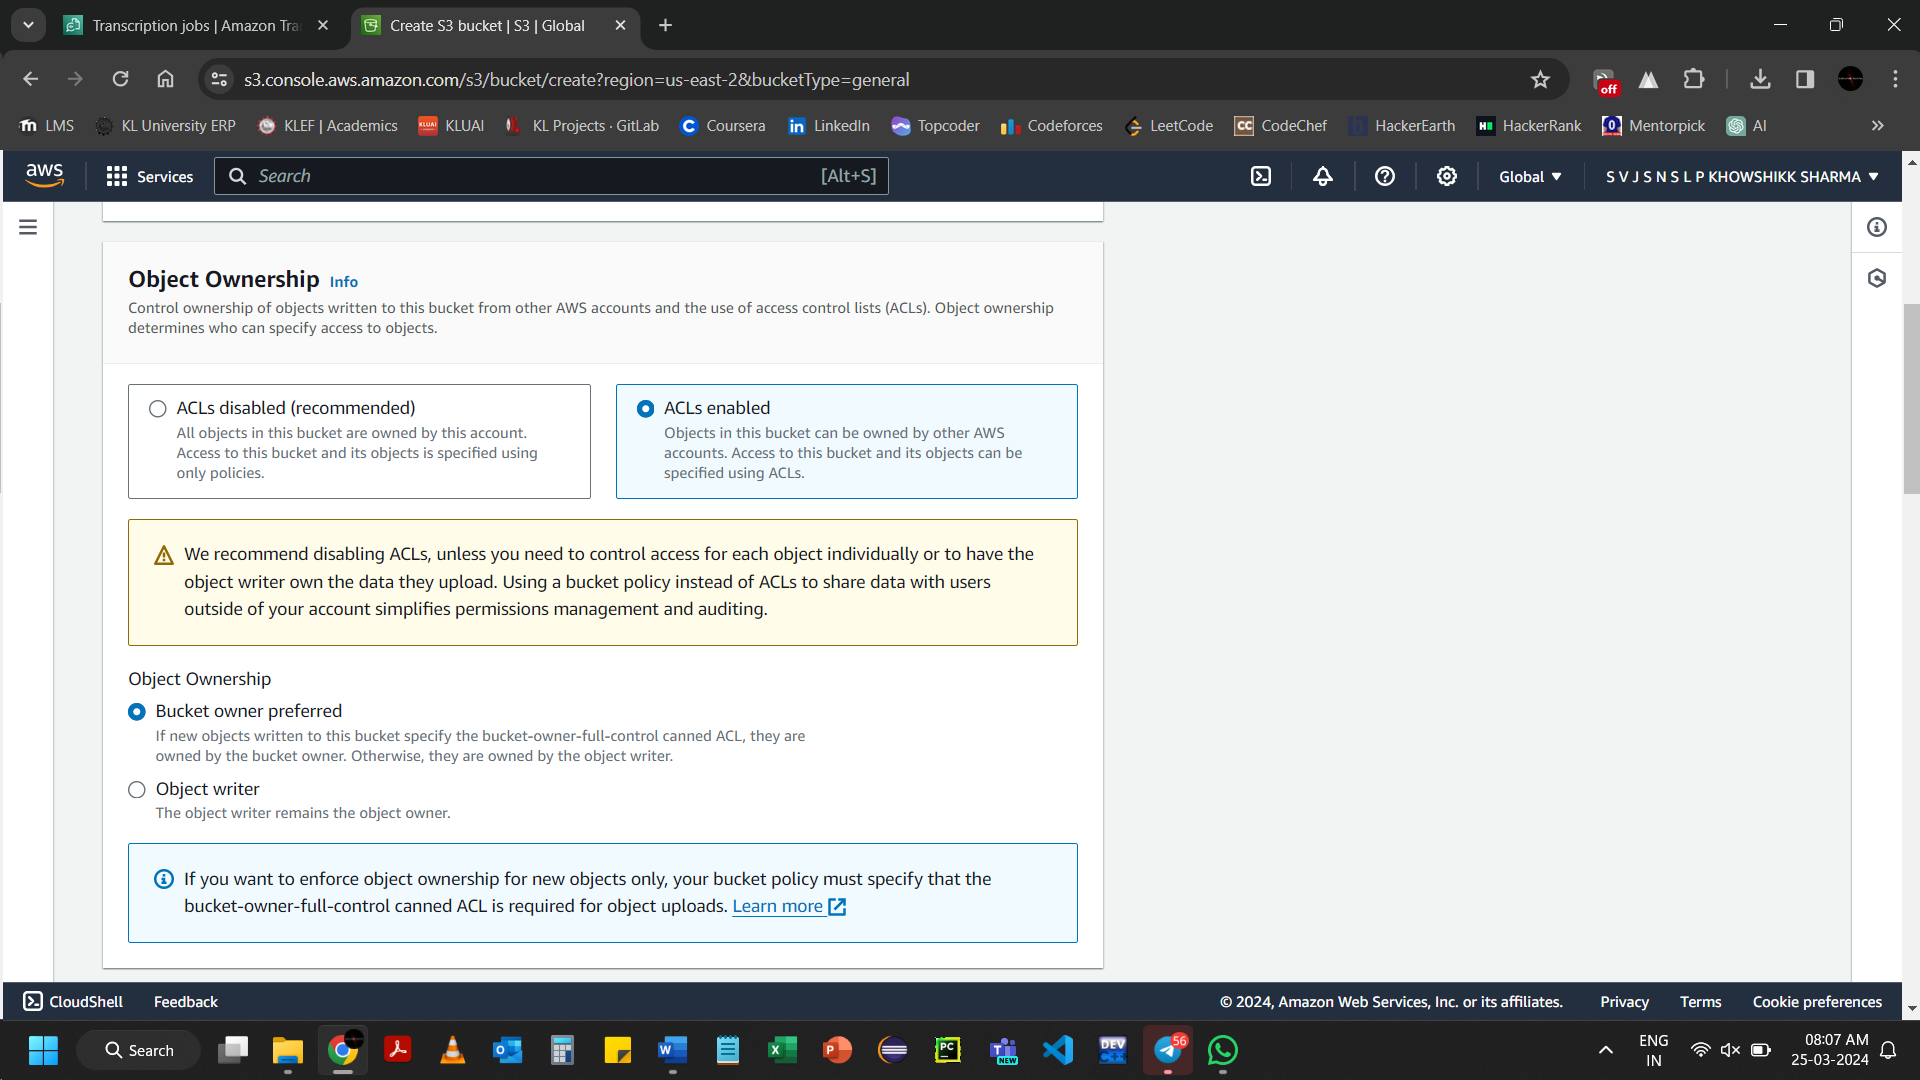 Transcription jobs | Amazon Tra
Create S3 bucket | S3 | Global
s3.console.aws.amazon.com/s3/bucket/create?region=us-east-2&bucketType=general
off
LMS
KL University ERP
KLEF | Academics
KLUAI
KL Projects · GitLab
Coursera
LinkedIn
Topcoder
Codeforces
LeetCode
CodeChef
HackerEarth
HackerRank
Mentorpick
AI
aws
Services
Search
[Alt+S]
Global
S V J S N S L P KHOWSHIKK SHARMA
Object Ownership Info
Control ownership of objects written to this bucket from other AWS accounts and the use of access control lists (ACLs). Object ownership
determines who can specify access to objects.
ACLs disabled (recommended)
All objects in this bucket are owned by this account.
Access to this bucket and its objects is specified using
only policies.
ACLs enabled
Objects in this bucket can be owned by other AWS
accounts. Access to this bucket and its objects can be
specified using ACLs.
We recommend disabling ACLs, unless you need to control access for each object individually or to have the
object writer own the data they upload. Using a bucket policy instead of ACLs to share data with users
outside of your account simplifies permissions management and auditing.
Object Ownership
Bucket owner preferred
If new objects written to this bucket specify the bucket-owner-full-control canned ACL, they are
owned by the bucket owner. Otherwise, they are owned by the object writer.
Object writer
The object writer remains the object owner.
If you want to enforce object ownership for new objects only, your bucket policy must specify that the
bucket-owner-full-control canned ACL is required for object uploads. Learn more
CloudShell
Feedback
© 2024, Amazon Web Services, Inc. or its affiliates.
Privacy
Terms
Cookie preferences
Search
NEW
DEV
56
ENG
IN
08:07 AM
25-03-2024